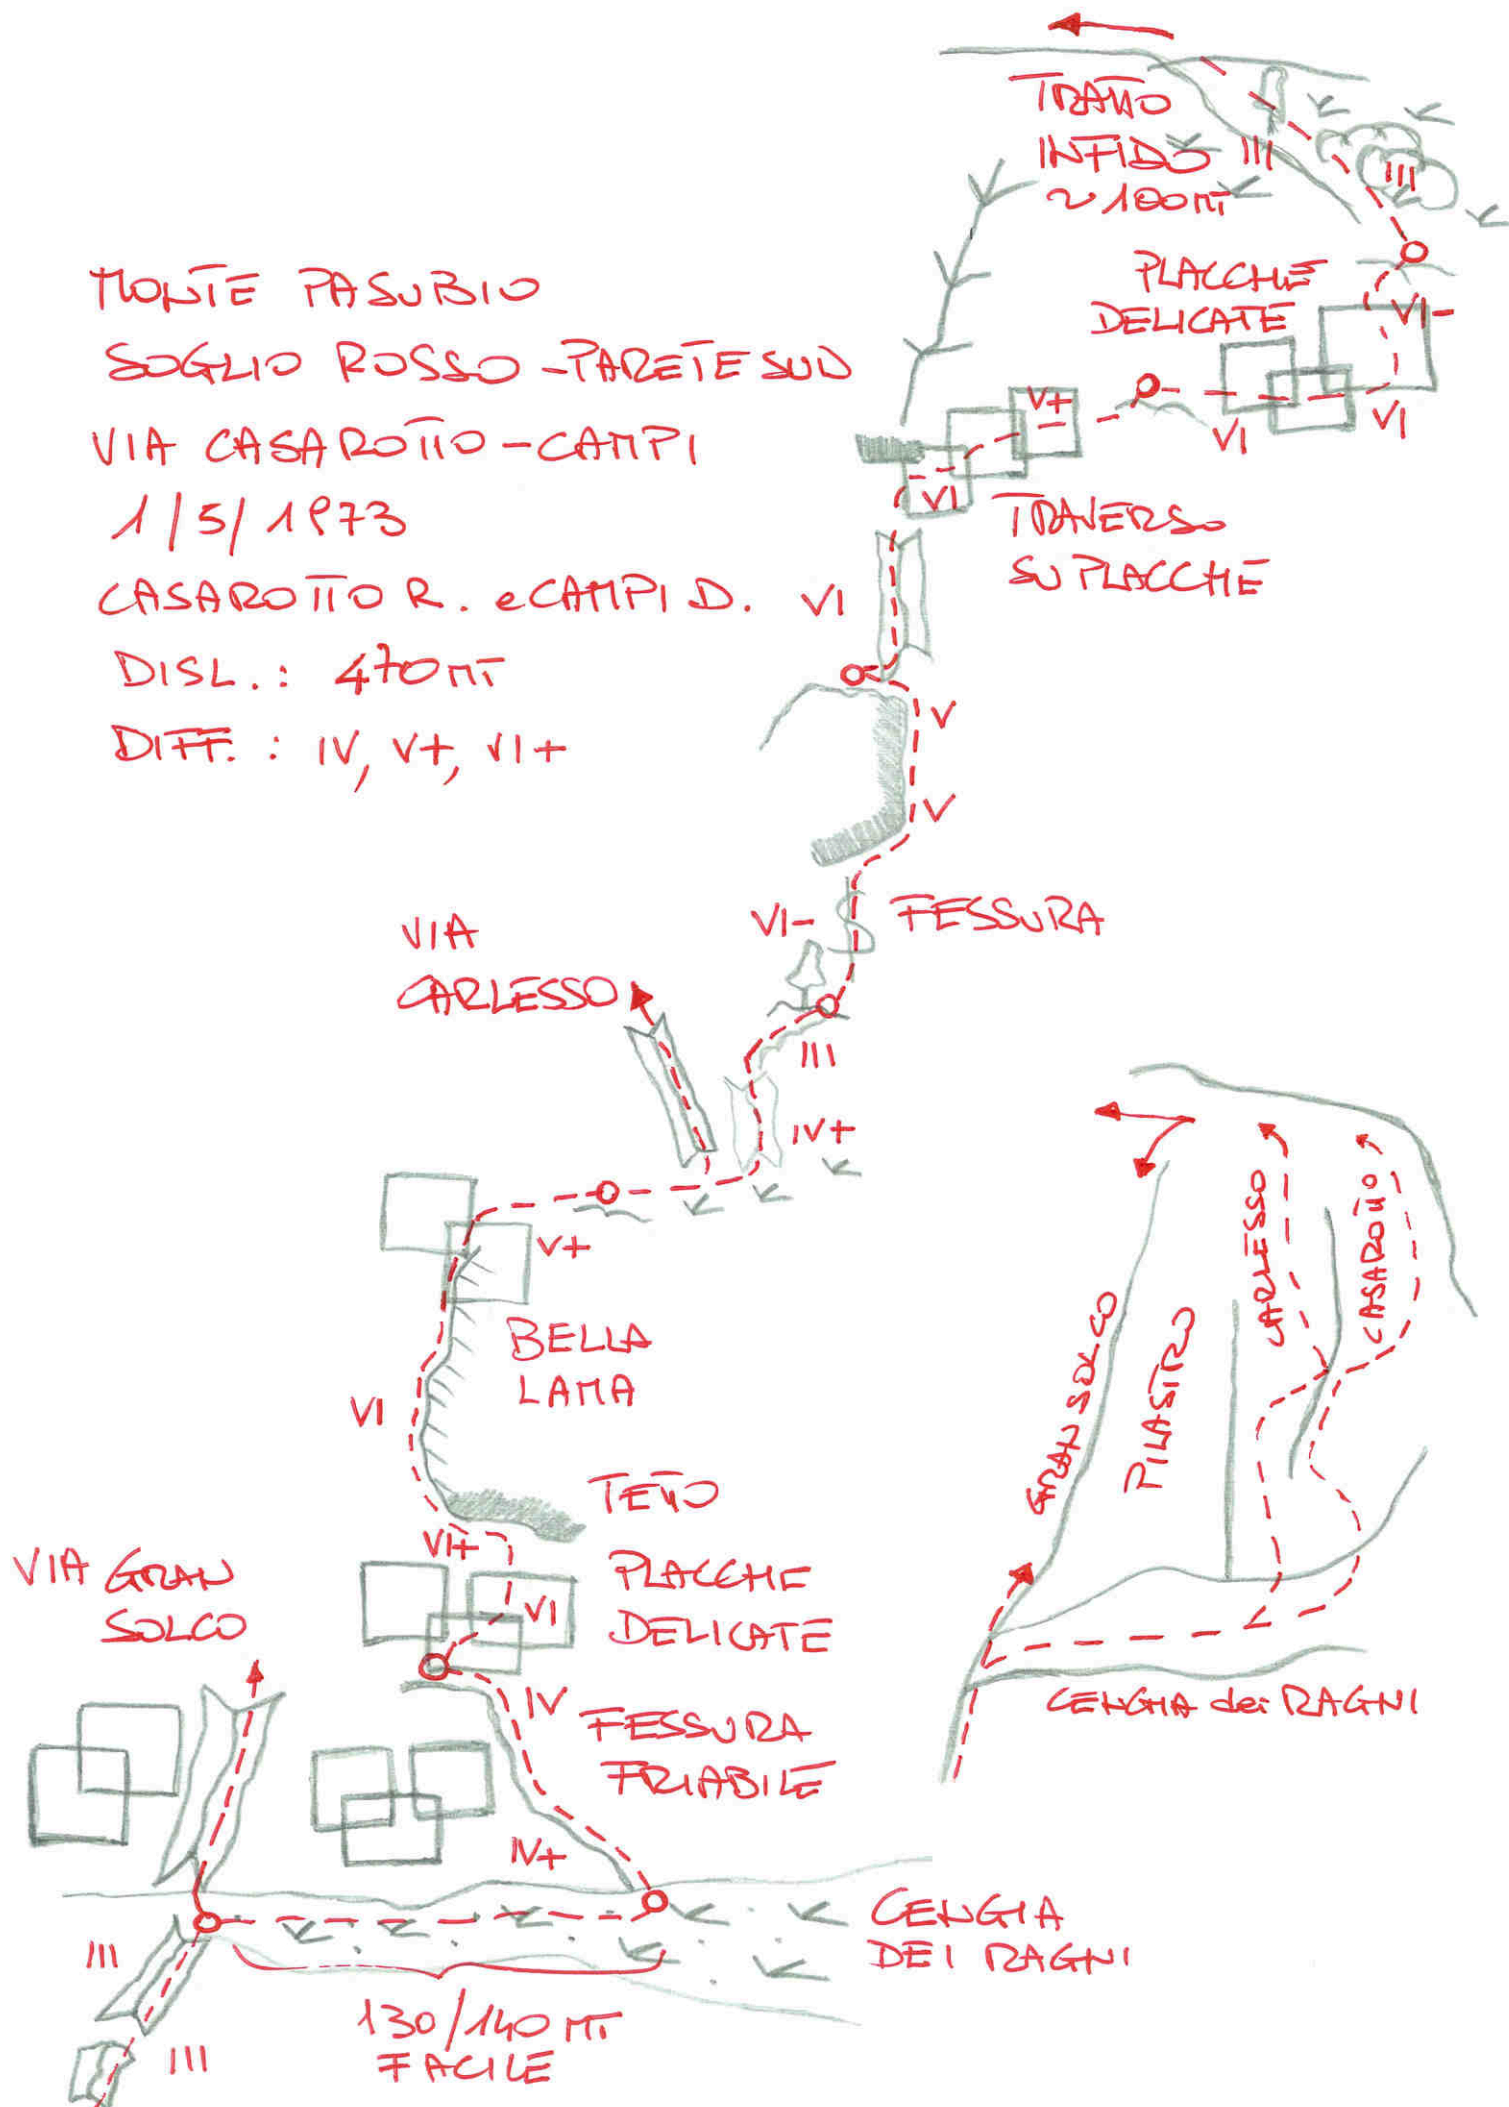 TRATTO
INFIDO III
~100MT III
MONTE PASUBIO
SOGLIO ROSSO - PARETE SUD
VIA CASAROTTO - CAMPI
1/5/1973
CASAROTTO R. e CAMPI D.
DISL.: 470MT
DIFF.: IV, V+, VI+
PLACCHE
DELICATE
VI-
VI
VI
V+
VI
TRAVERSO
SU PLACCHE
VI
V
V
VI- FESSURA
VIA
CARLESSO
III
IV+
V+
BELLA
LAMA
VI
TETTO
VI+
PLACCHE
DELICATE
VI
VIA GRAN
SOLCO
IV
FESSURA
FRIABILE
IV+
CENGIA
DEI RAGNI
III
III
130/140 MT.
FACILE
GRAN SOLCO
PILASTRO
CARLESSO
CASAROTTO
CENGIA dei RAGNI